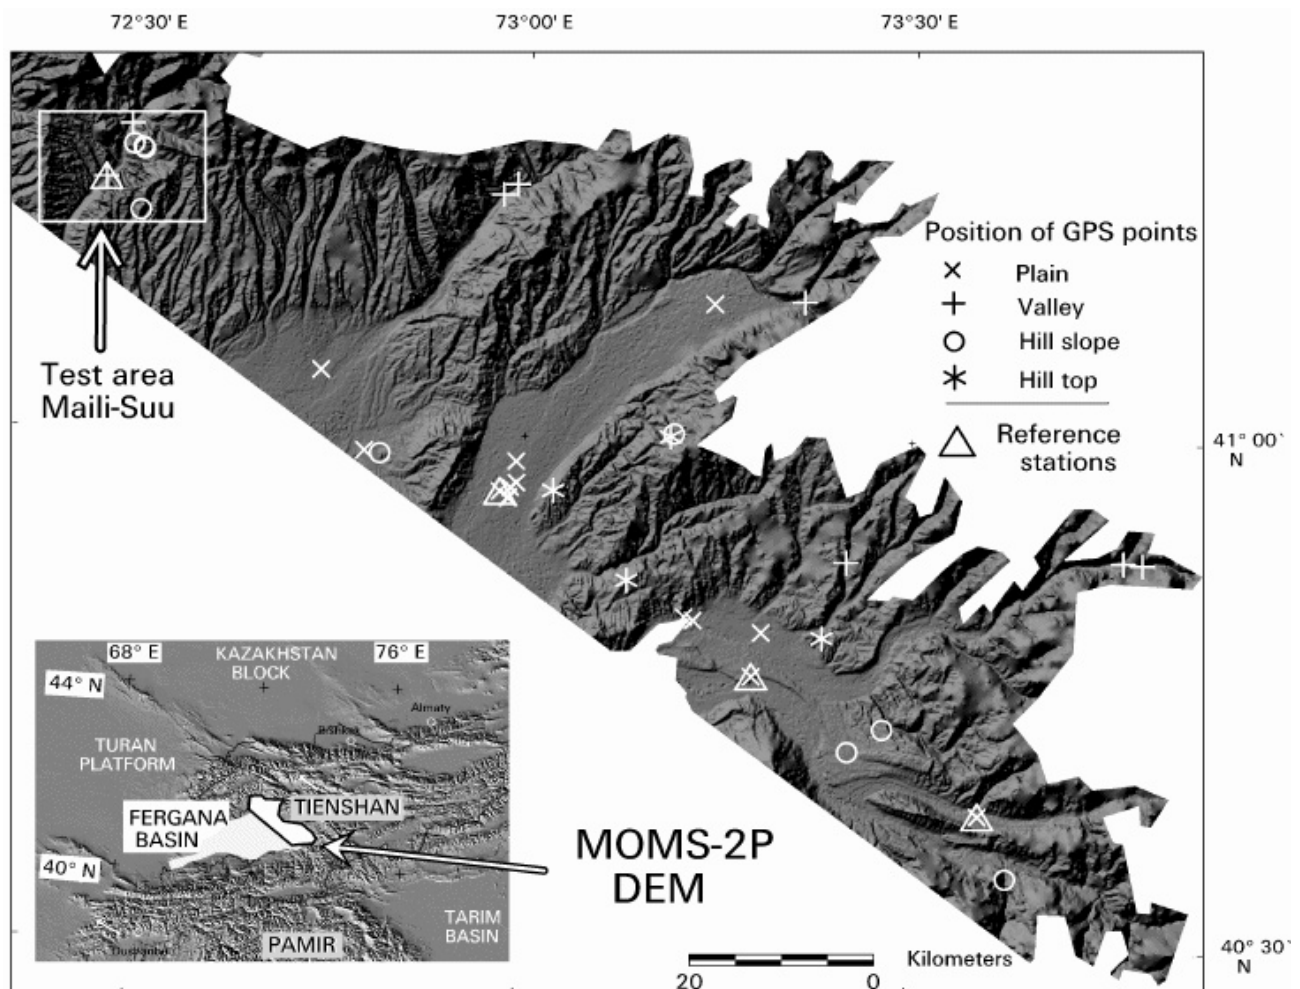 72°30' E
73°00' E
73°30' E
Position of GPS points
Plain
Valley
Hill slope
Hill top
Reference
stations
Test area
Maili-Suu
41° 00`
N
68° E
76° E
KAZAKHSTAN
BLOCK
44° N
Almaty
Bishkek
TURAN
PLATFORM
FERGANA
BASIN
TIENSHAN
40° N
TARIM
BASIN
PAMIR
MOMS-2P
DEM
Kilometers
20
0
40° 30`
N